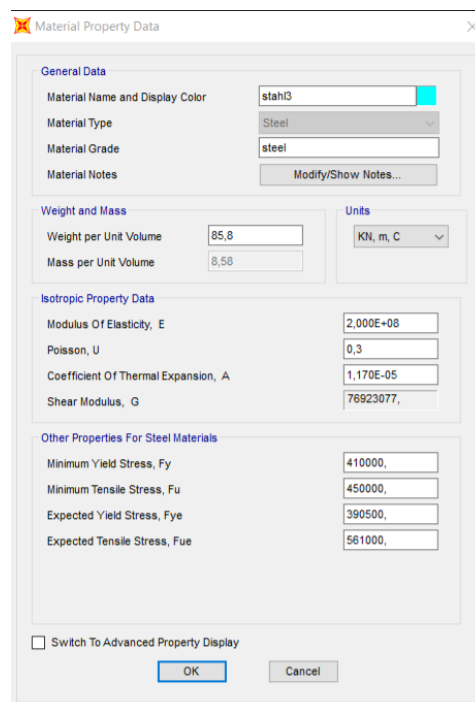 Material Property Data
General Data
Material Name and Display Color stahl3
Material Type Steel
Material Grade steel
Material Notes Modify/Show Notes...
Weight and Mass Units
Weight per Unit Volume 85,8 KN, m, C
Mass per Unit Volume 8,58
Isotropic Property Data
Modulus Of Elasticity, E 2,000E+08
Poisson, U 0,3
Coefficient Of Thermal Expansion, A 1,170E-05
Shear Modulus, G 76923077,
Other Properties For Steel Materials
Minimum Yield Stress, Fy 410000,
Minimum Tensile Stress, Fu 450000,
Expected Yield Stress, Fye 390500,
Expected Tensile Stress, Fue 561000,
Switch To Advanced Property Display
OK Cancel